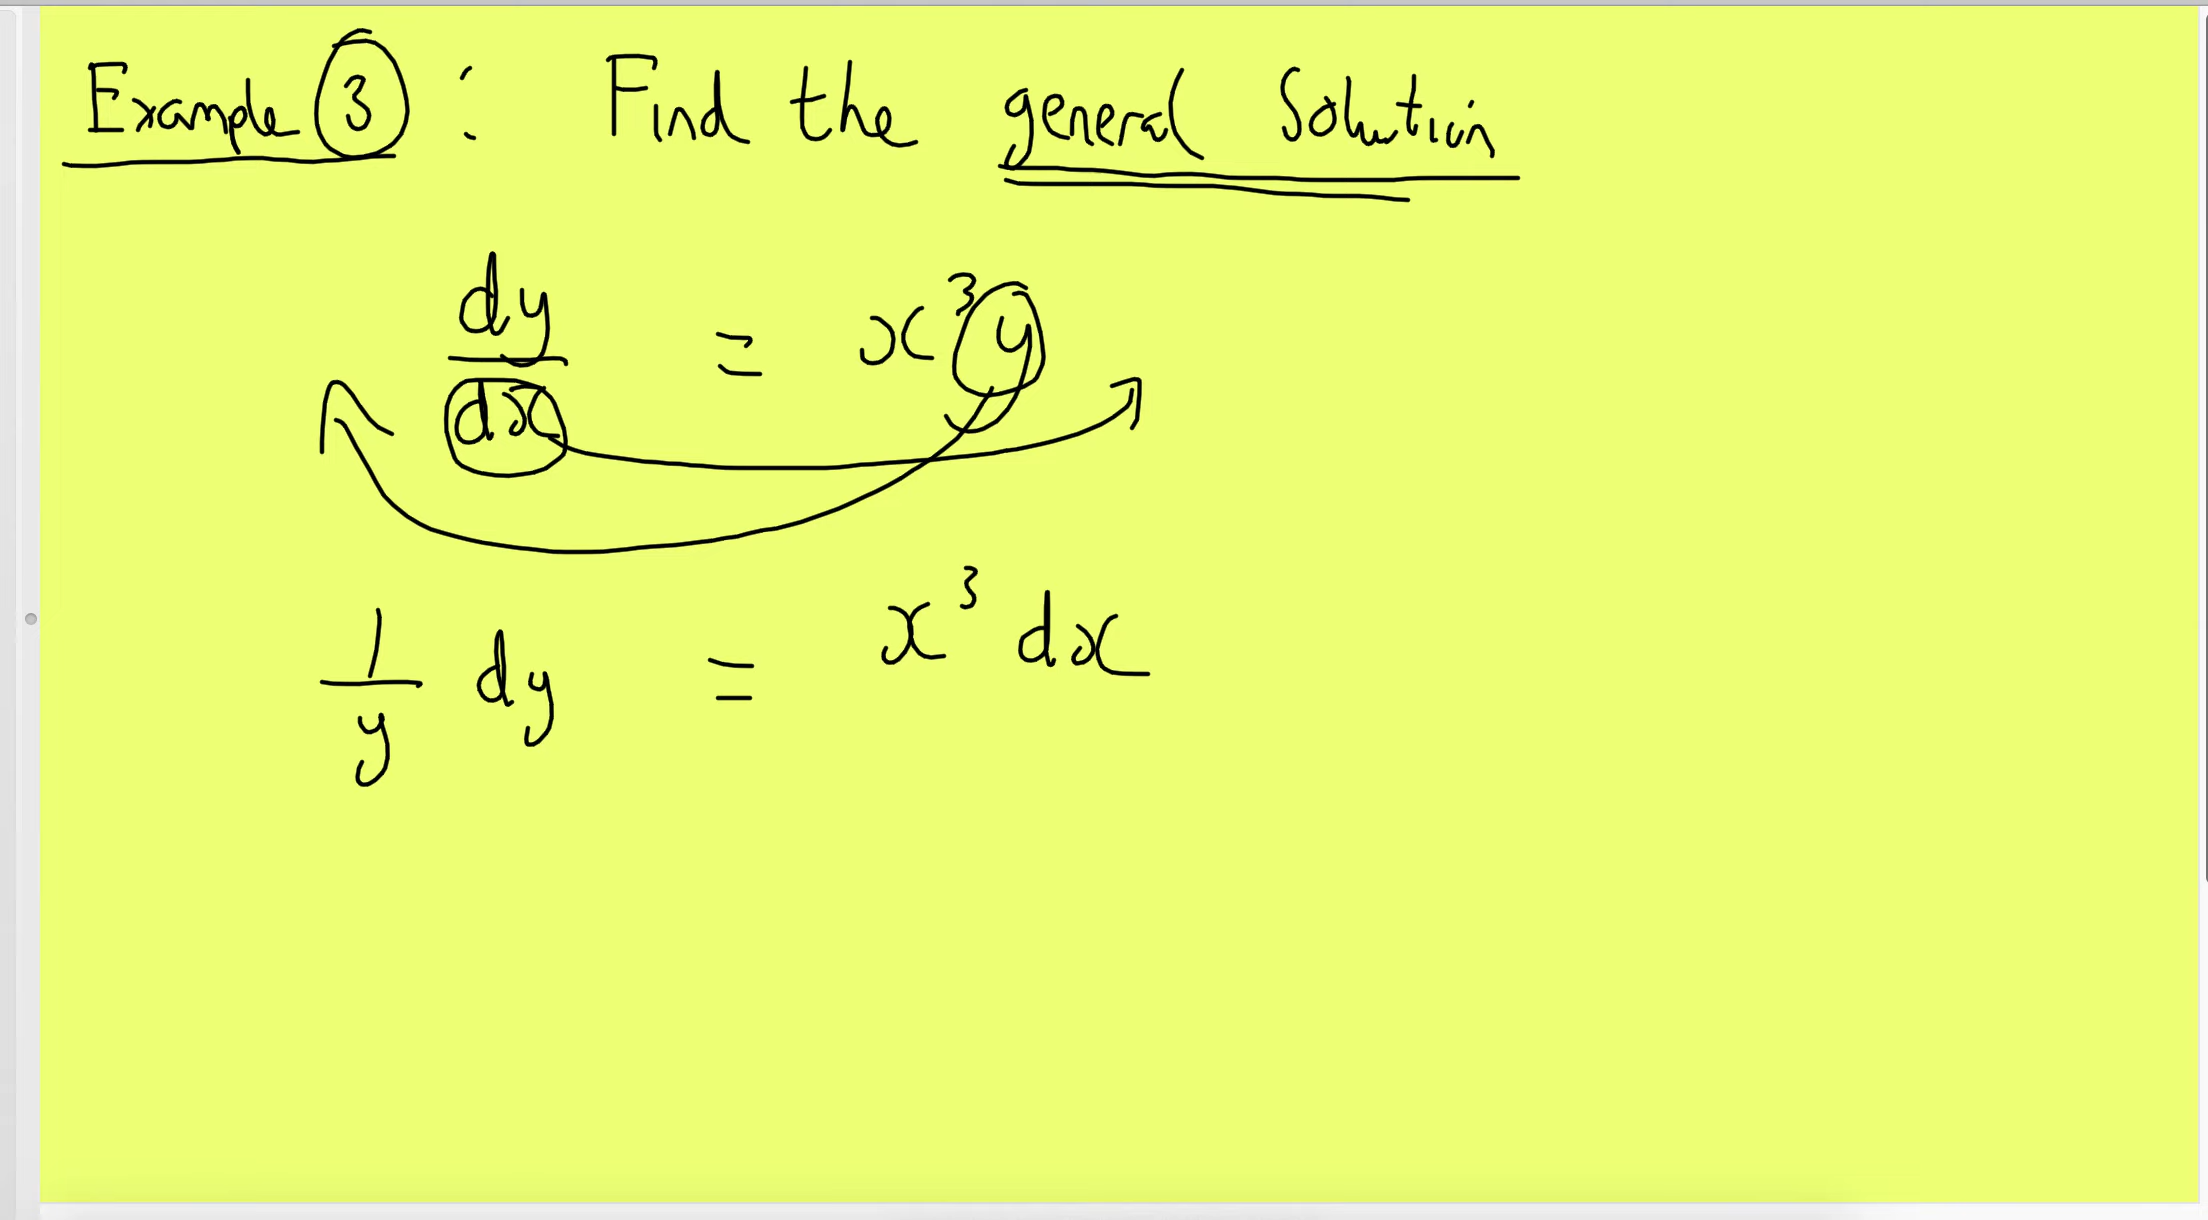 Example 3 : Find the general solution
dy/dx = x³y
1/y dy = x³ dx